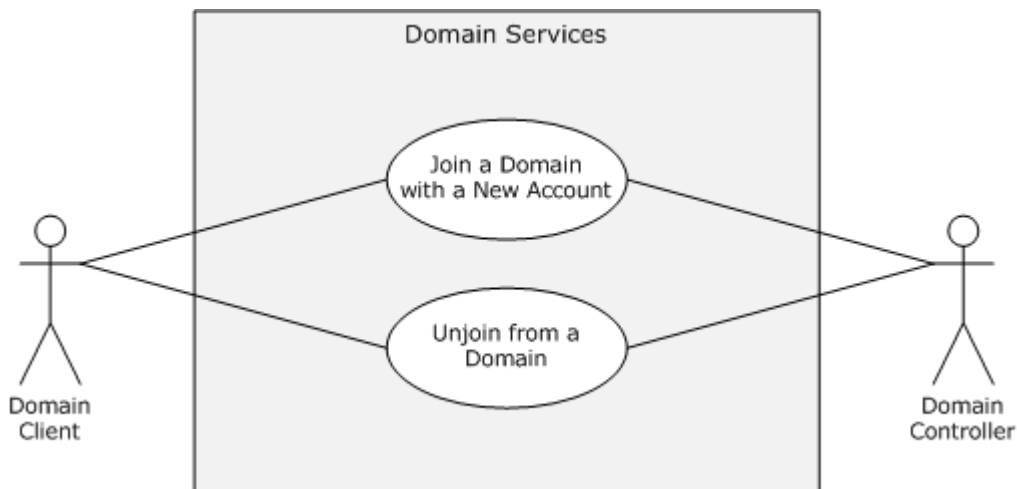 Domain Services
Join a Domain
with a New Account
Unjoin from a
Domain
Domain
Client
Domain
Controller